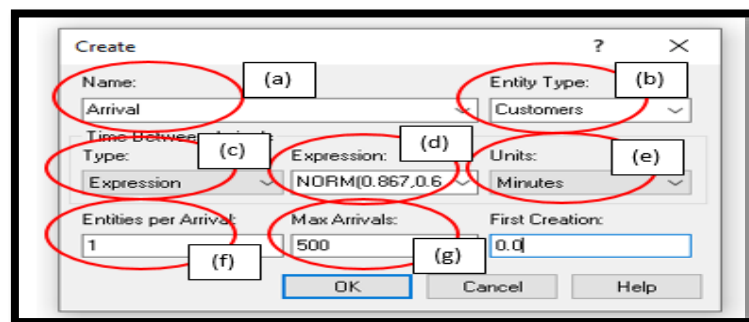 Create ? ×
Name: (a) Entity Type: (b)
Arrival Customers
Time Between
Type: (c) Expression: (d) Units: (e)
Expression NORM(0.867,0.6 Minutes
Entities per Arrival: Max Arrivals: First Creation:
1 (f) 500 (g) 0.0
OK Cancel Help